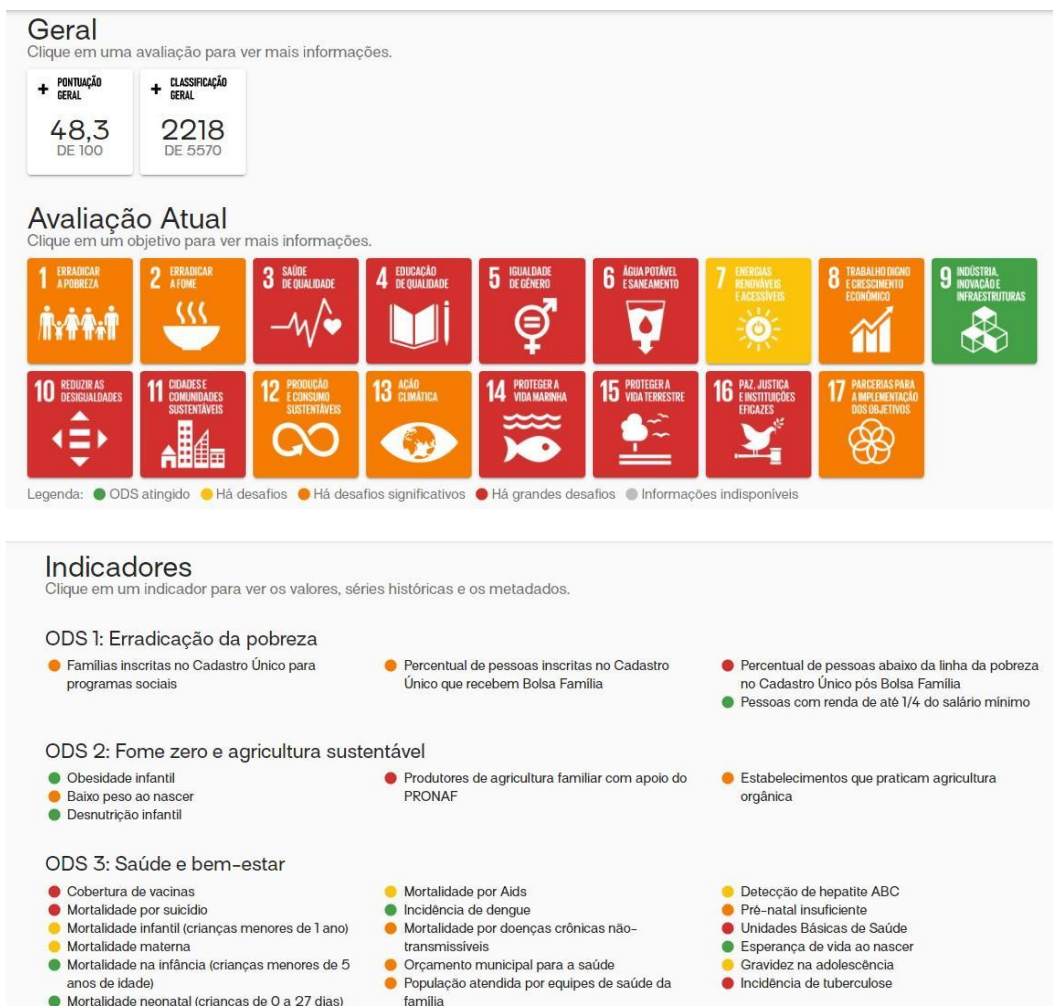 Geral
Clique em uma avaliação para ver mais informações.
+ PONTUAÇÃO GERAL
48,3
DE 100
+ CLASSIFICAÇÃO GERAL
2218
DE 5570
Avaliação Atual
Clique em um objetivo para ver mais informações.
1 ERRADICAR A POBREZA
2 ERRADICAR A FOME
3 SAÚDE DE QUALIDADE
4 EDUCAÇÃO DE QUALIDADE
5 IGUALDADE DE GÉNERO
6 ÁGUA POTÁVEL E SANEAMENTO
7 ENERGIAS RENOVÁVEIS E ACESSÍVEIS
8 TRABALHO DIGNO E CRESCIMENTO ECONÓMICO
9 INDÚSTRIA, INOVAÇÃO E INFRAESTRUTURAS
10 REDUZIR AS DESIGUALDADES
11 CIDADES E COMUNIDADES SUSTENTÁVEIS
12 PRODUÇÃO E CONSUMO SUSTENTÁVEIS
13 AÇÃO CLIMÁTICA
14 PROTEGER A VIDA MARINHA
15 PROTEGER A VIDA TERRESTRE
16 PAZ, JUSTIÇA E INSTITUIÇÕES EFICAZES
17 PARCERIAS PARA A IMPLEMENTAÇÃO DOS OBJETIVOS
Legenda: ODS atingido Há desafios Há desafios significativos Há grandes desafios Informações indisponíveis
Indicadores
Clique em um indicador para ver os valores, séries históricas e os metadados.
ODS 1: Erradicação da pobreza
Famílias inscritas no Cadastro Único para
programas sociais
Percentual de pessoas inscritas no Cadastro
Único que recebem Bolsa Família
Percentual de pessoas abaixo da linha da pobreza
no Cadastro Único pós Bolsa Família
Pessoas com renda de até 1/4 do salário mínimo
ODS 2: Fome zero e agricultura sustentável
Obesidade infantil
Baixo peso ao nascer
Desnutrição infantil
Produtores de agricultura familiar com apoio do
PRONAF
Estabelecimentos que praticam agricultura
orgânica
ODS 3: Saúde e bem-estar
Cobertura de vacinas
Mortalidade por suicídio
Mortalidade infantil (crianças menores de 1 ano)
Mortalidade materna
Mortalidade na infância (crianças menores de 5
anos de idade)
Mortalidade neonatal (crianças de 0 a 27 dias)
Mortalidade por Aids
Incidência de dengue
Mortalidade por doenças crônicas não-
transmissíveis
Orçamento municipal para a saúde
População atendida por equipes de saúde da
família
Detecção de hepatite ABC
Pré-natal insuficiente
Unidades Básicas de Saúde
Esperança de vida ao nascer
Gravidez na adolescência
Incidência de tuberculose